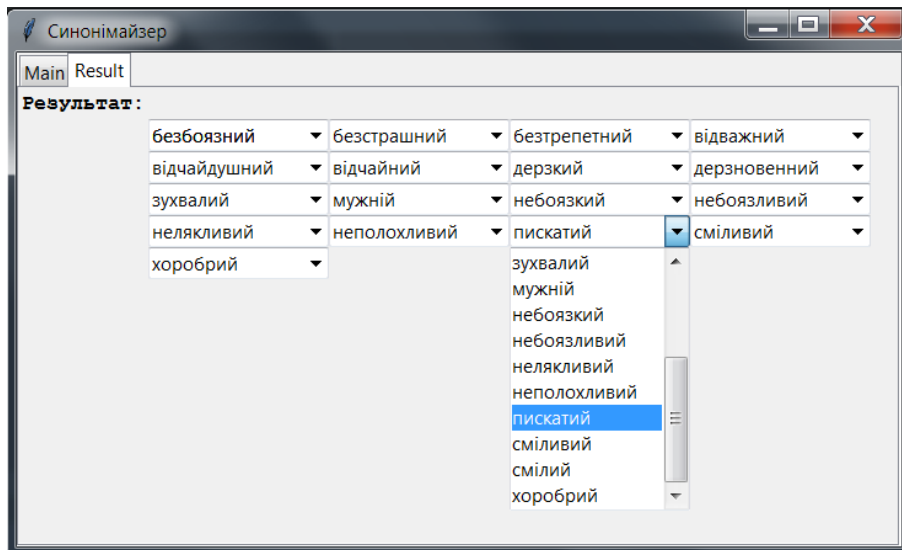 Синонімайзер
Main Result
Результат:
безбоязний безстрашний безтрепетний відважний
відчайдушний відчайний дерзкий дерзновенний
зухвалий мужній небоязкий небоязливий
нелякливий неполохливий пискатий сміливий
хоробрий
зухвалий
мужній
небоязкий
небоязливий
нелякливий
неполохливий
пискатий
сміливий
смілий
хоробрий